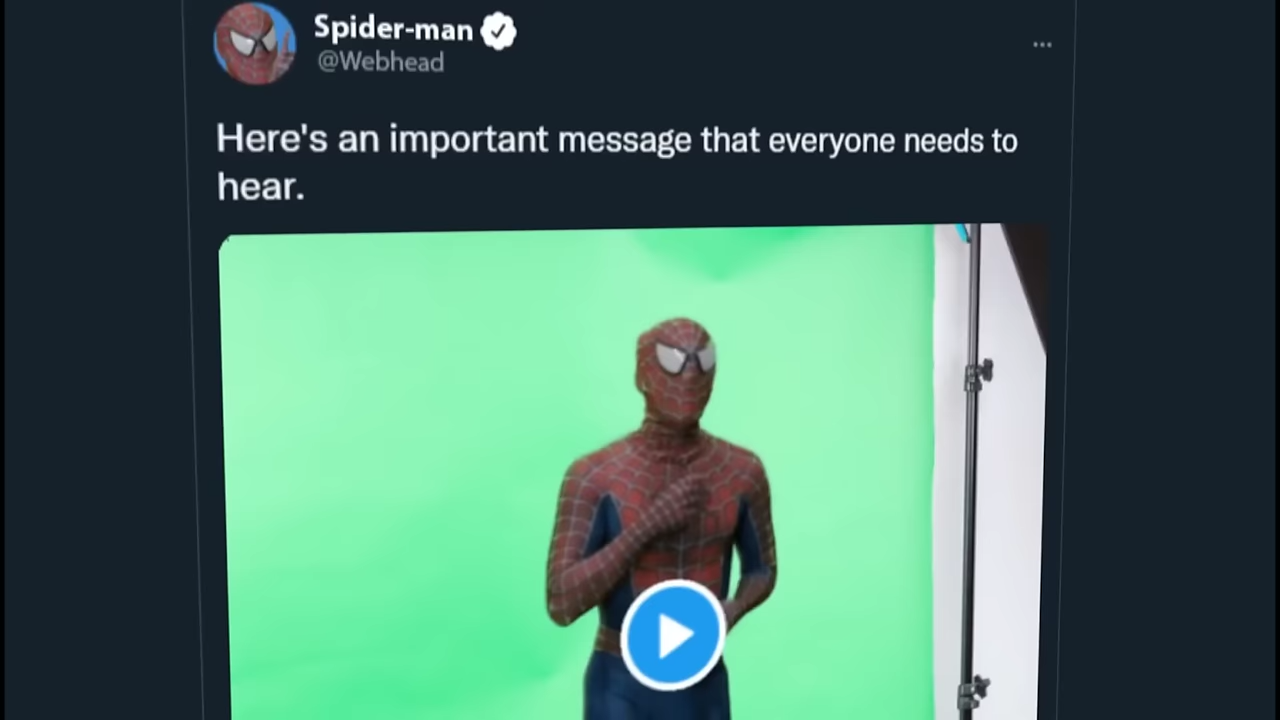 Spider-man
@Webhead
Here's an important message that everyone needs to
hear.